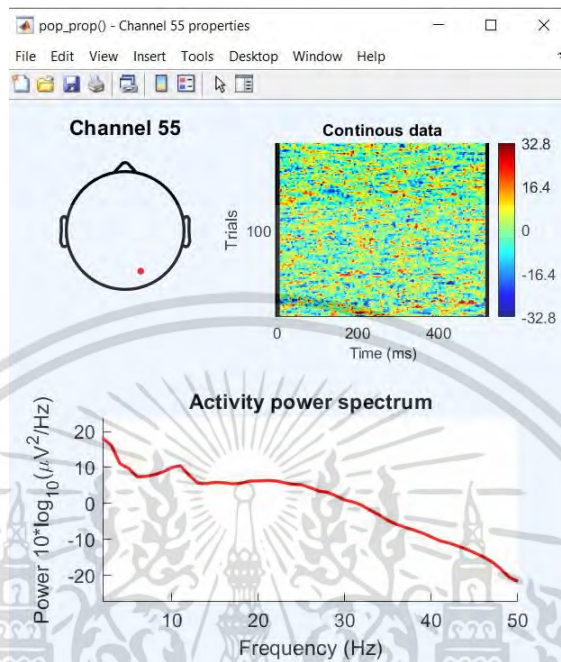 pop_prop() - Channel 55 properties
File Edit View Insert Tools Desktop Window Help
Channel 55
Continous data
Trials
100
32.8
16.4
0
-16.4
-32.8
0 200 400
Time (ms)
Activity power spectrum
Power 10*log10(μV2/Hz)
20
10
0
-10
-20
10 20 30 40 50
Frequency (Hz)